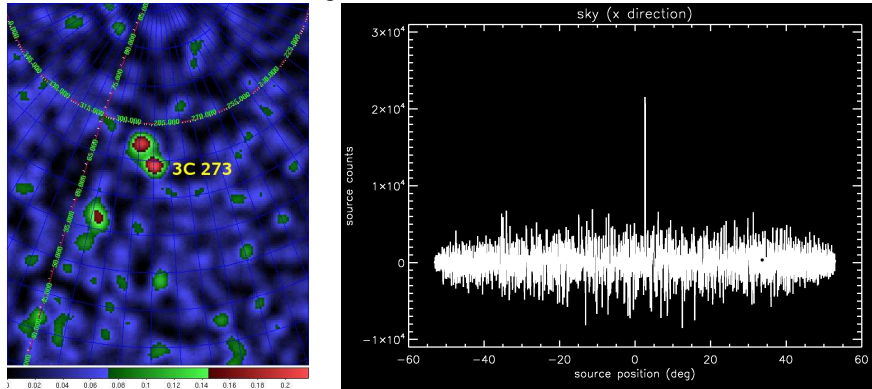 3C 273
0 0.02 0.04 0.06 0.08 0.1 0.12 0.14 0.16 0.18 0.2
sky (x direction)
3×10⁴
2×10⁴
1×10⁴
0
−1×10⁴
source counts
−60 −40 −20 0 20 40 60
source position (deg)